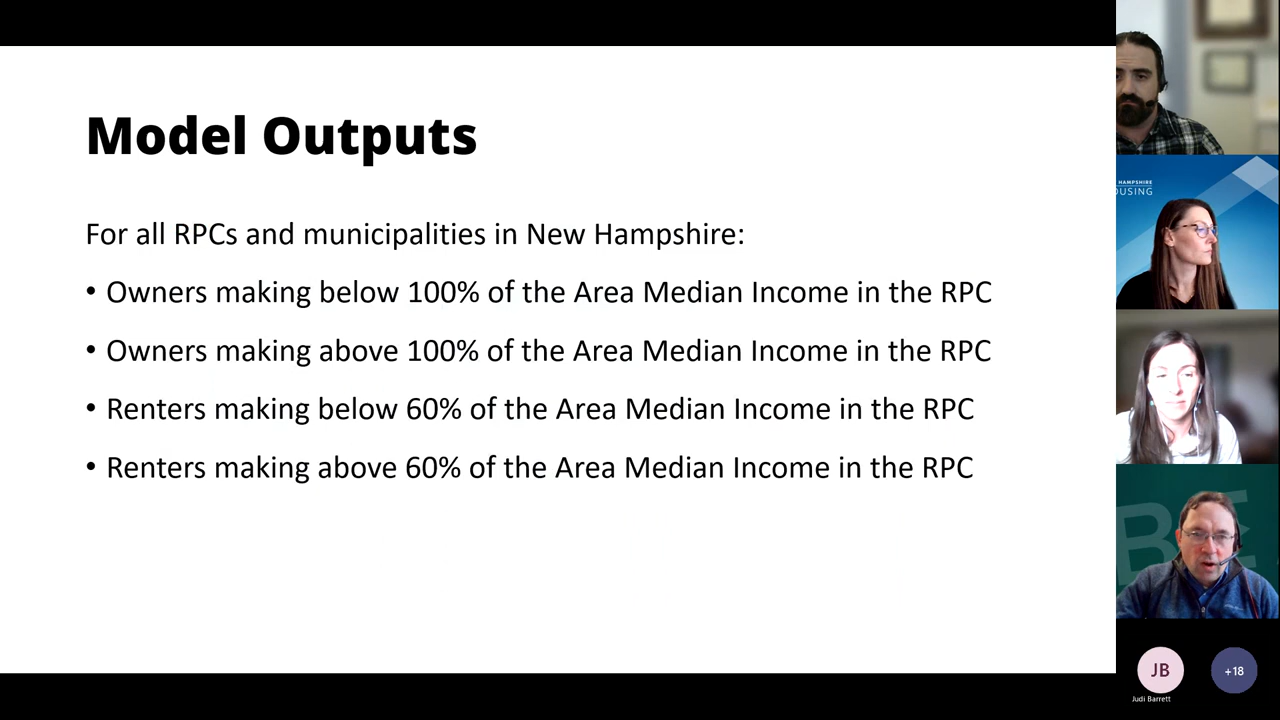 Model Outputs
For all RPCs and municipalities in New Hampshire:
• Owners making below 100% of the Area Median Income in the RPC
• Owners making above 100% of the Area Median Income in the RPC
• Renters making below 60% of the Area Median Income in the RPC
• Renters making above 60% of the Area Median Income in the RPC
HAMPSHIRE
OUSING
BE
JB
+18
Judi Barrett